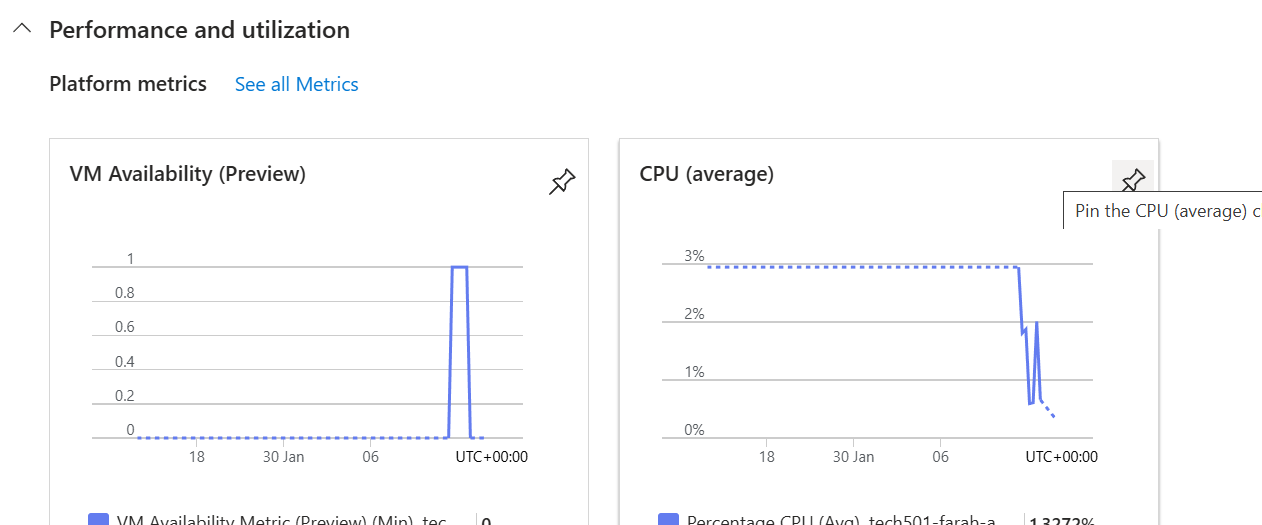 Performance and utilization
Platform metrics See all Metrics
VM Availability (Preview)
1
0.8
0.6
0.4
0.2
0
18 30 Jan 06 UTC+00:00
VM Availability Metric (Preview) (Min), tec 0
CPU (average)
Pin the CPU (average) c
3%
2%
1%
0%
18 30 Jan 06 UTC+00:00
Percentage CPU (Avg), tech501-farah-a 1.3272%